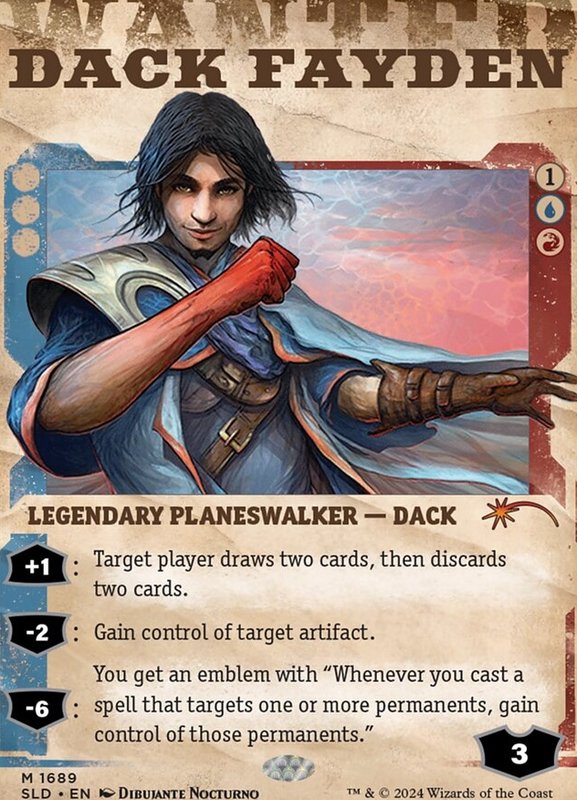 WANTED
DACK FAYDEN
1
LEGENDARY PLANESWALKER — DACK
+1 : Target player draws two cards, then discards
two cards.
-2 : Gain control of target artifact.
You get an emblem with “Whenever you cast a
-6 : spell that targets one or more permanents, gain
control of those permanents.”
3
M 1689
SLD • EN Dibujante Nocturno
™ & © 2024 Wizards of the Coast